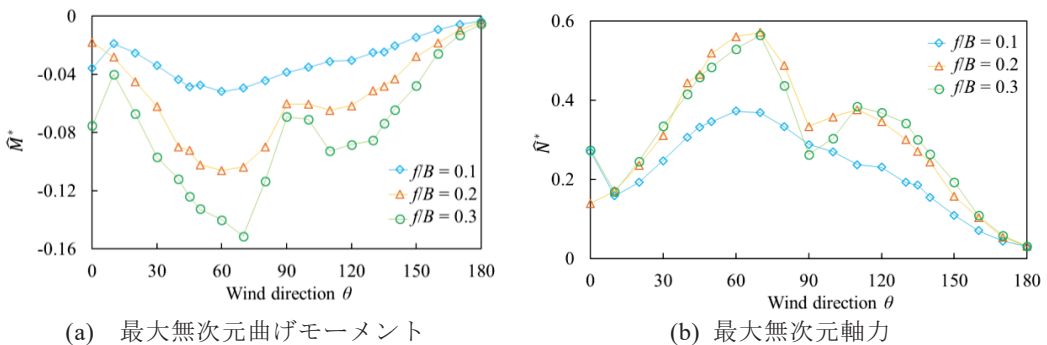 0
-0.04
-0.08
-0.12
-0.16
M̂*
f/B = 0.1
f/B = 0.2
f/B = 0.3
0 30 60 90 120 150 180
Wind direction θ
(a) 最大無次元曲げモーメント
0.6
0.4
0.2
0
N̂*
f/B = 0.1
f/B = 0.2
f/B = 0.3
0 30 60 90 120 150 180
Wind direction θ
(b) 最大無次元軸力